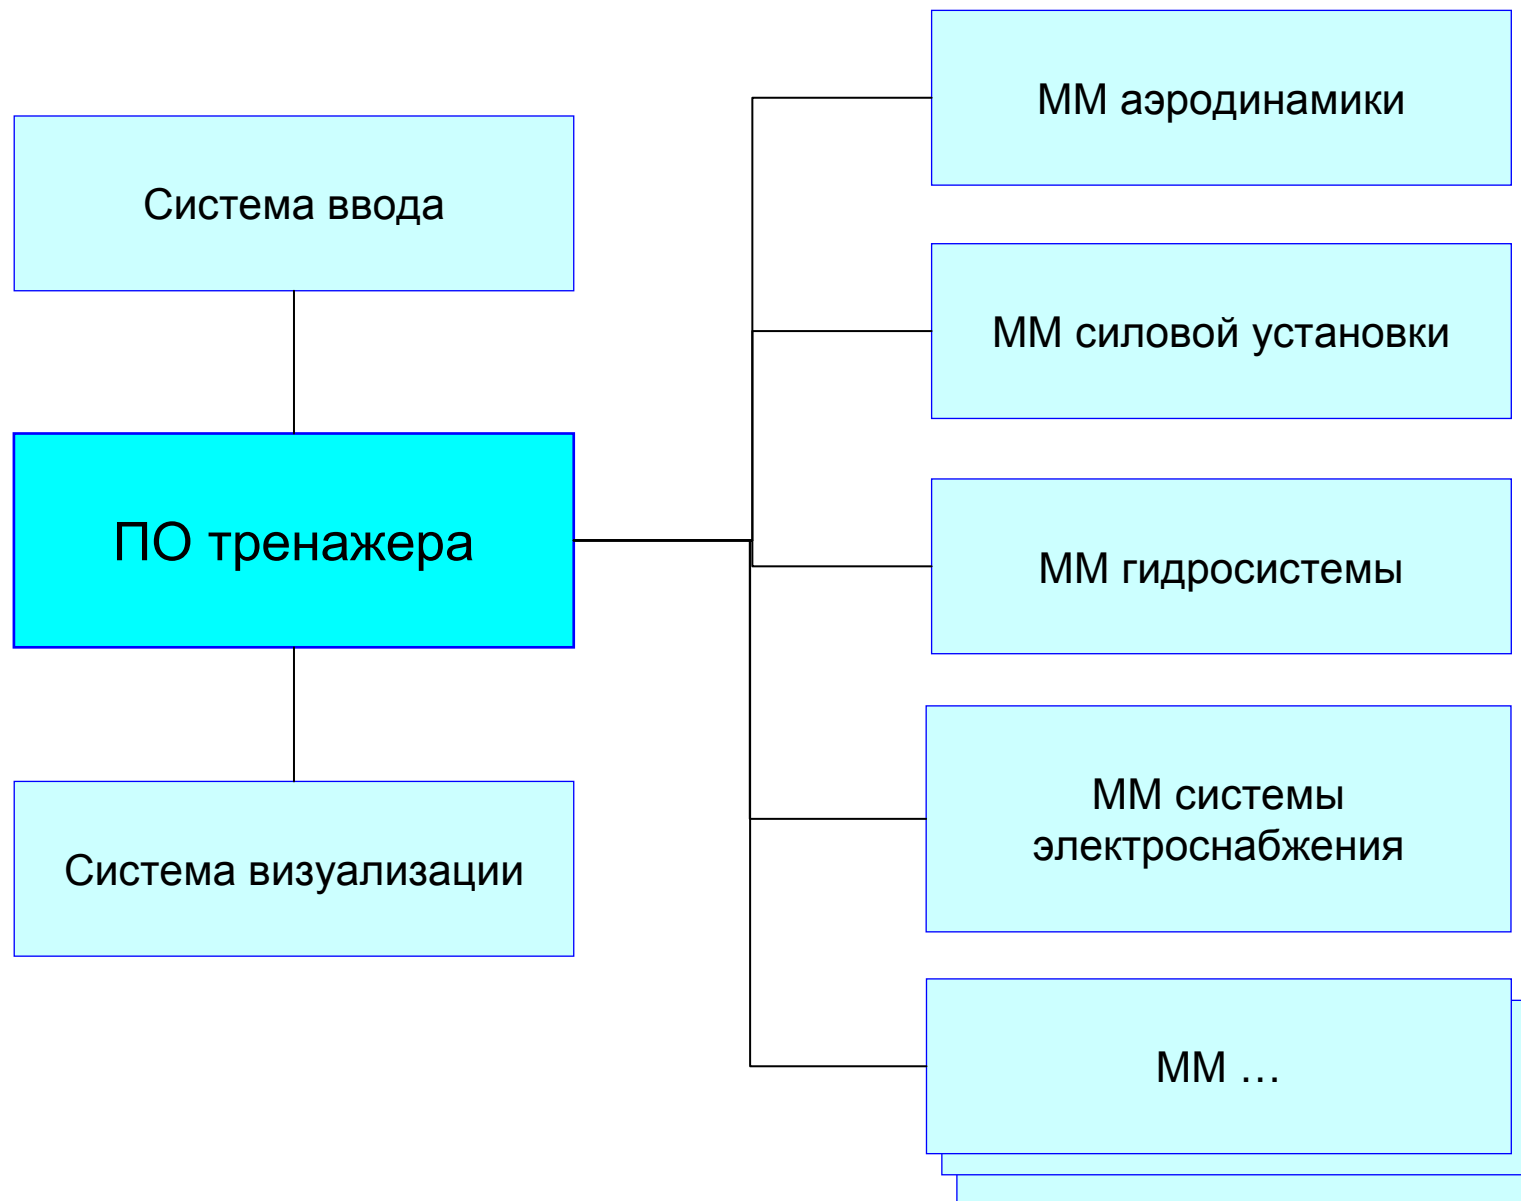 Система ввода
ПО тренажера
Система визуализации
ММ аэродинамики
ММ силовой установки
ММ гидросистемы
ММ системы
электроснабжения
ММ …